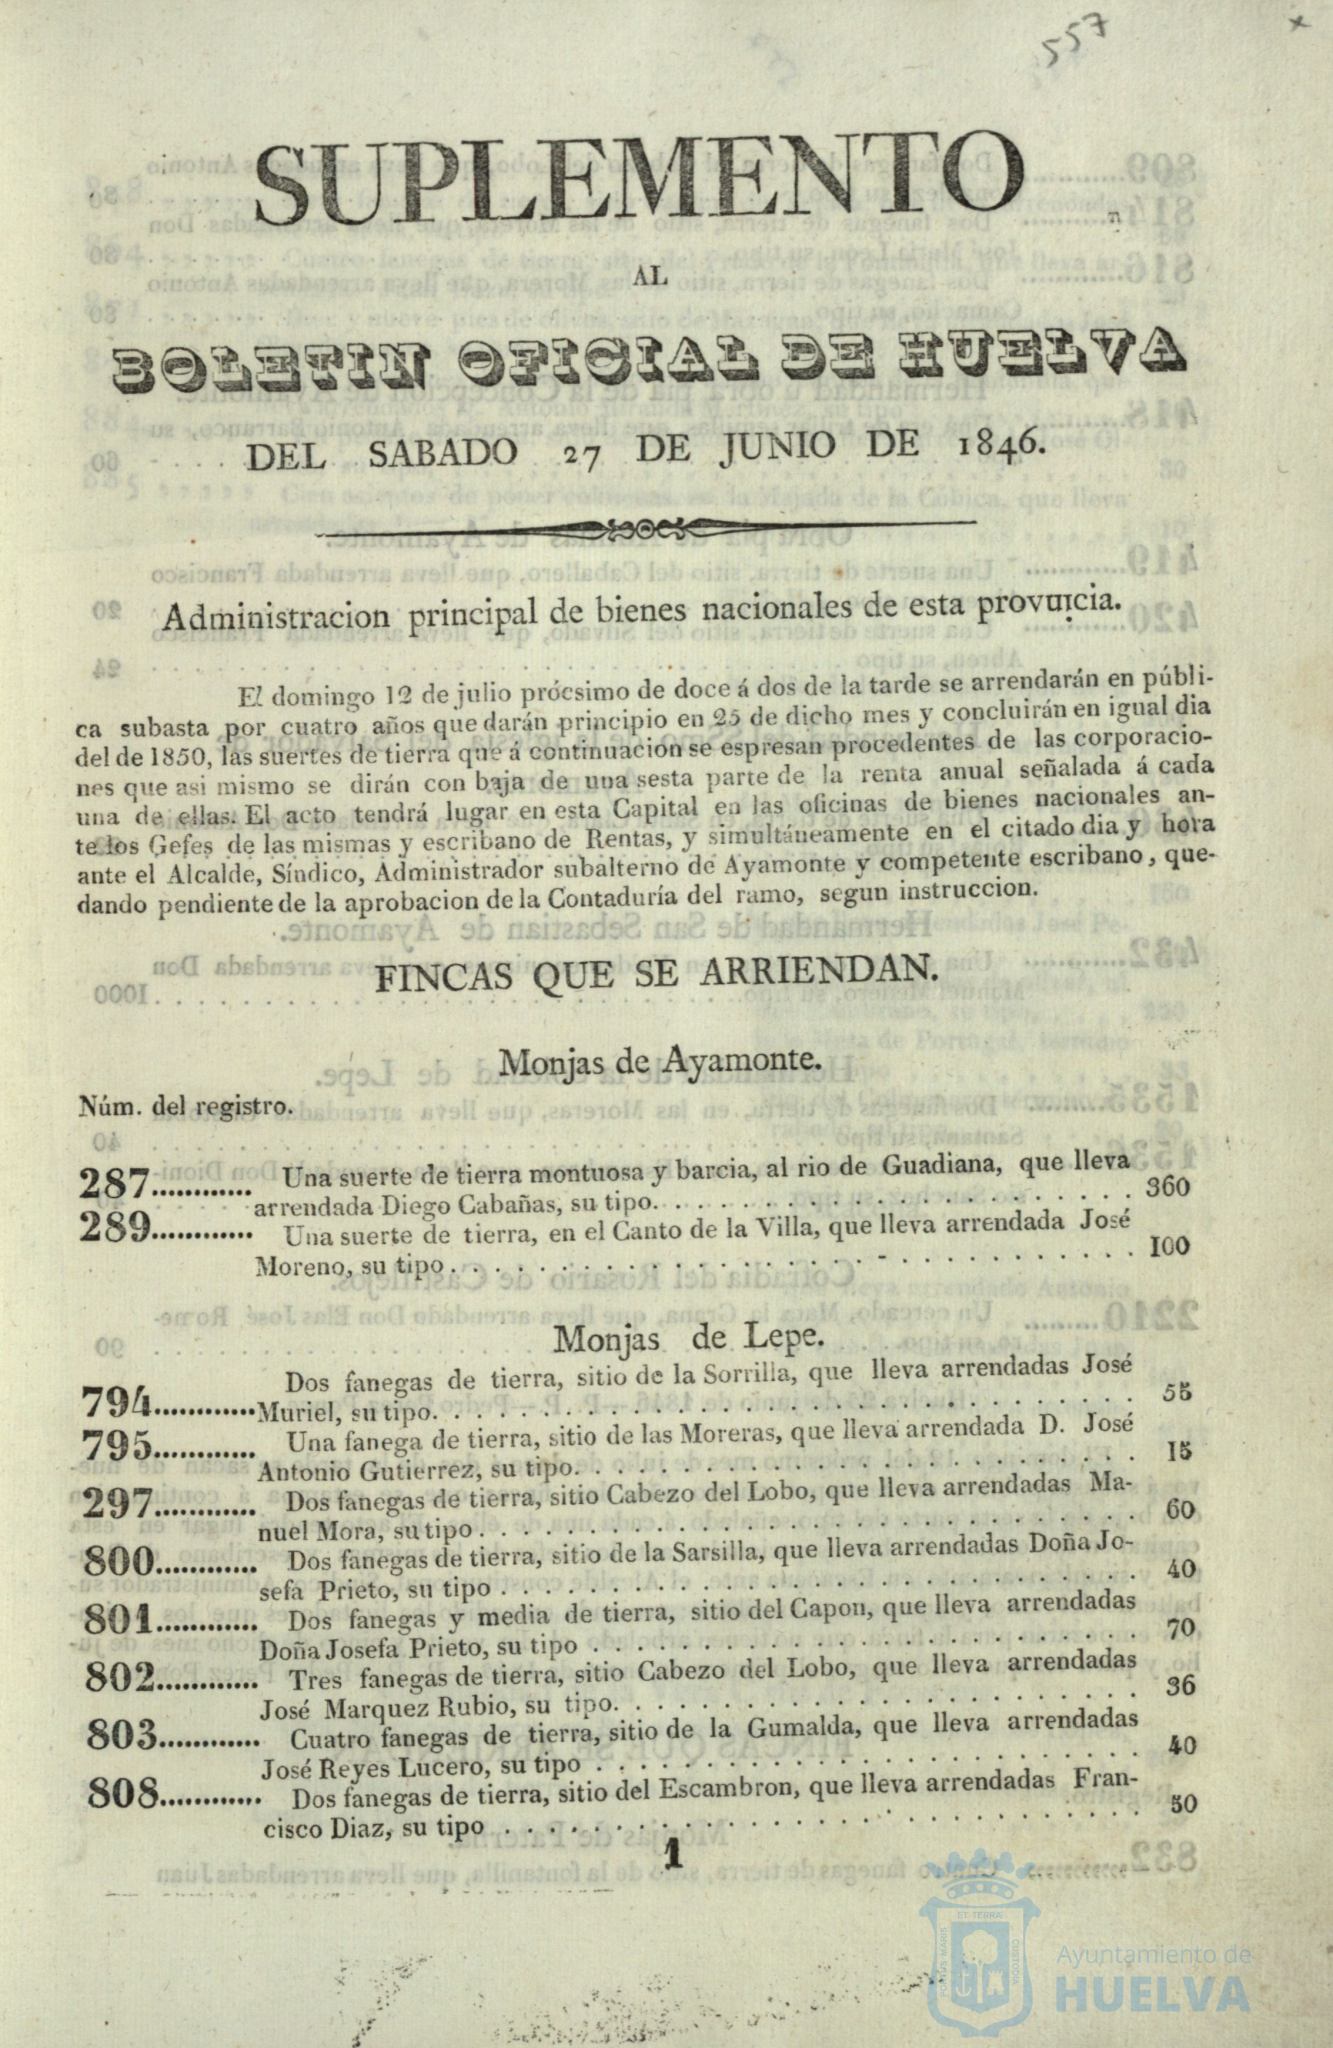 557
SUPLEMENTO
AL
BOLETIN OFICIAL DE HUELVA
DEL SABADO 27 DE JUNIO DE 1846.
Administracion principal de bienes nacionales de esta provincia.
El domingo 12 de julio prócsimo de doce á dos de la tarde se arrendarán en públi-
ca subasta por cuatro años que darán principio en 25 de dicho mes y concluirán en igual dia
del de 1850, las suertes de tierra que á continuacion se espresan procedentes de las corporacio-
nes que asi mismo se dirán con baja de una sesta parte de la renta anual señalada á cada
una de ellas. El acto tendrá lugar en esta Capital en las oficinas de bienes nacionales an-
te los Gefes de las mismas y escribano de Rentas, y simultáneamente en el citado dia y hora
ante el Alcalde, Síndico, Administrador subalterno de Ayamonte y competente escribano, que-
dando pendiente de la aprobacion de la Contaduría del ramo, segun instruccion.
FINCAS QUE SE ARRIENDAN.
Monjas de Ayamonte.
Núm. del registro.
287............ Una suerte de tierra montuosa y barcia, al rio de Guadiana, que lleva
arrendada Diego Cabañas, su tipo. . . . . . . . . . . . . . . . . . . 360
289............ Una suerte de tierra, en el Canto de la Villa, que lleva arrendada José
Moreno, su tipo . . . . . . . . . . . . . . . . . . . . . . . . 100
Monjas de Lepe.
794............ Dos fanegas de tierra, sitio de la Sorrilla, que lleva arrendadas José
Muriel, su tipo. . . . . . . . . . . . . . . . . . . . . . . . 55
795............ Una fanega de tierra, sitio de las Moreras, que lleva arrendada D. José
Antonio Gutierrez, su tipo. . . . . . . . . . . . . . . . . . . . 15
297............ Dos fanegas de tierra, sitio Cabezo del Lobo, que lleva arrendadas Ma-
nuel Mora, su tipo . . . . . . . . . . . . . . . . . . . . . . . 60
800............ Dos fanegas de tierra, sitio de la Sarsilla, que lleva arrendadas Doña Jo-
sefa Prieto, su tipo . . . . . . . . . . . . . . . . . . . . . . 40
801............ Dos fanegas y media de tierra, sitio del Capon, que lleva arrendadas
Doña Josefa Prieto, su tipo . . . . . . . . . . . . . . . . . . . 70
802............ Tres fanegas de tierra, sitio Cabezo del Lobo, que lleva arrendadas
José Marquez Rubio, su tipo. . . . . . . . . . . . . . . . . . . 36
803............ Cuatro fanegas de tierra, sitio de la Gumalda, que lleva arrendadas
José Reyes Lucero, su tipo . . . . . . . . . . . . . . . . . . . 40
808............ Dos fanegas de tierra, sitio del Escambron, que lleva arrendadas Fran-
cisco Diaz, su tipo . . . . . . . . . . . . . . . . . . . . . . 50
1
Ayuntamiento de
HUELVA